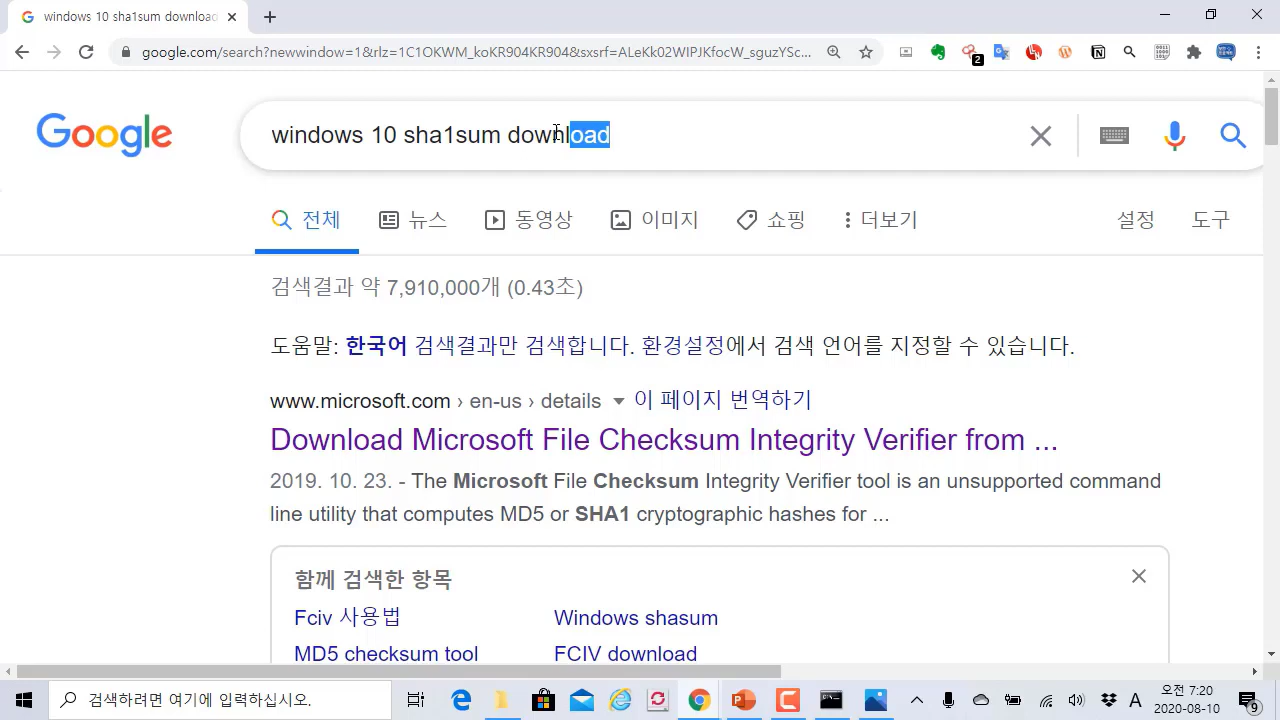 windows 10 sha1sum download
google.com/search?newwindow=1&rlz=1C1OKWM_koKR904KR904&sxsrf=ALeKk02WIPJKfocW_sguzYSc...
2
Google
windows 10 sha1sum download
전체 뉴스 동영상 이미지 쇼핑 더보기 설정 도구
검색결과 약 7,910,000개 (0.43초)
도움말: 한국어 검색결과만 검색합니다. 환경설정에서 검색 언어를 지정할 수 있습니다.
www.microsoft.com › en-us › details 이 페이지 번역하기
Download Microsoft File Checksum Integrity Verifier from ...
2019. 10. 23. - The Microsoft File Checksum Integrity Verifier tool is an unsupported command
line utility that computes MD5 or SHA1 cryptographic hashes for ...
함께 검색한 항목
Fciv 사용법 Windows shasum
MD5 checksum tool FCIV download
검색하려면 여기에 입력하십시오.
A
오전 7:20
2020-08-10
9